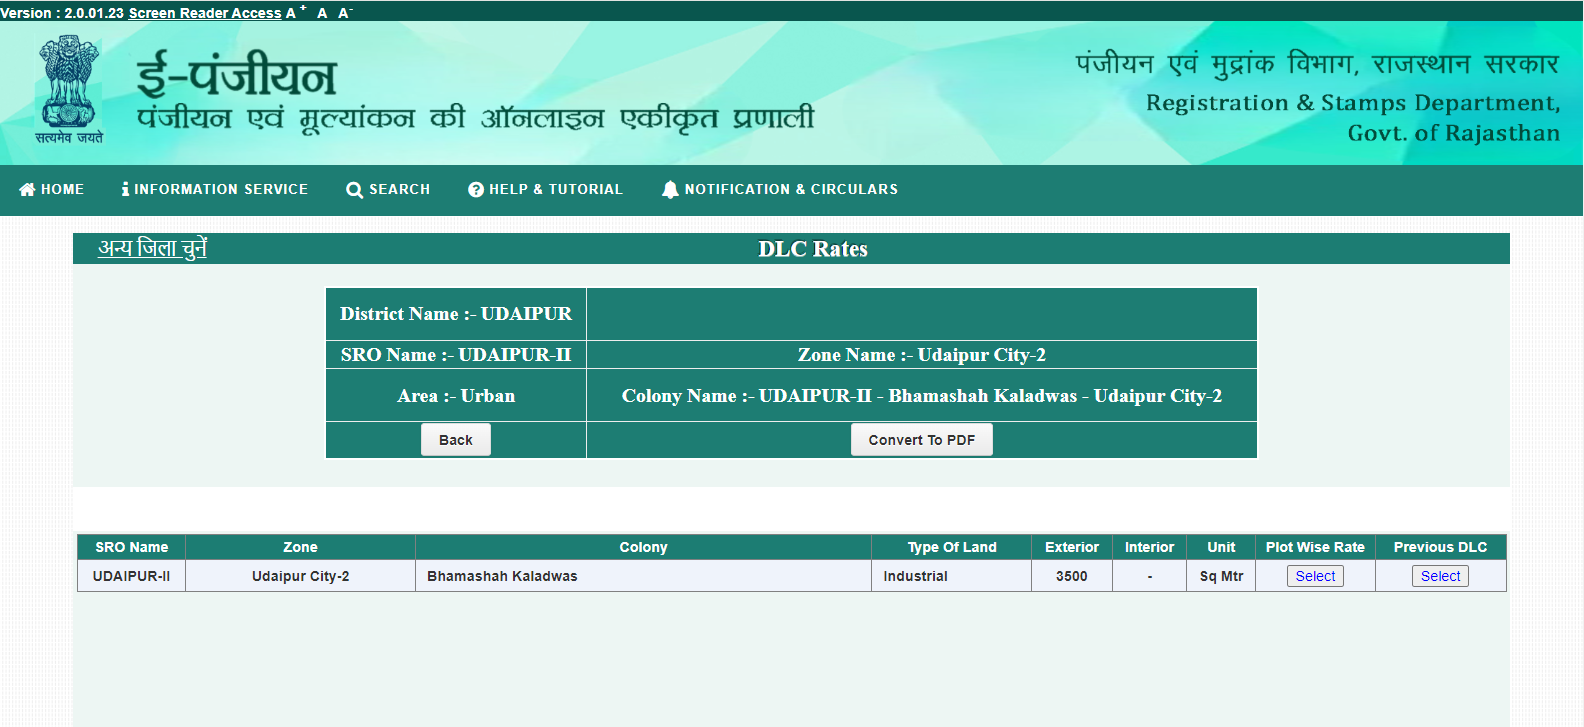 Version : 2.0.01.23 Screen Reader Access A + A A-
ई-पंजीयन
पंजीयन एवं मूल्यांकन की ऑनलाइन एकीकृत प्रणाली
सत्यमेव जयते
पंजीयन एवं मुद्रांक विभाग, राजस्थान सरकार
Registration & Stamps Department,
Govt. of Rajasthan
HOME INFORMATION SERVICE SEARCH HELP & TUTORIAL NOTIFICATION & CIRCULARS
अन्य जिला चुनें DLC Rates
District Name :- UDAIPUR
SRO Name :- UDAIPUR-II Zone Name :- Udaipur City-2
Area :- Urban Colony Name :- UDAIPUR-II - Bhamashah Kaladwas - Udaipur City-2
Back Convert To PDF
SRO Name Zone Colony Type Of Land Exterior Interior Unit Plot Wise Rate Previous DLC
UDAIPUR-II Udaipur City-2 Bhamashah Kaladwas Industrial 3500 - Sq Mtr Select Select